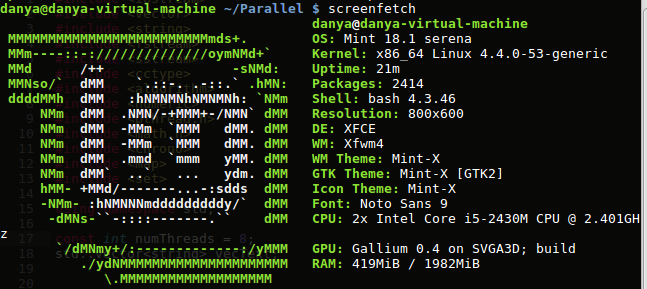 danya@danya-virtual-machine ~/Parallel $ screenfetch
danya@danya-virtual-machine
MMMMMMMMMMMMMMMMMMMMMMMMMmds+. OS: Mint 18.1 serena
MMm----::-://////////////oymNMd+` Kernel: x86_64 Linux 4.4.0-53-generic
MMd /++ -sNMd: Uptime: 21m
MMNso/` dMM `.::-. .-::.` .hMN: Packages: 2414
ddddMMh dMM :hNMNMNhNMNMNh: `NMm Shell: bash 4.3.46
NMm dMM .NMN/-+MMM+-/NMN` dMM Resolution: 800x600
NMm dMM -MMm `MMM dMM. dMM DE: XFCE
NMm dMM -MMm `MMM dMM. dMM WM: Xfwm4
NMm dMM .mmd `mmm yMM. dMM WM Theme: Mint-X
NMm dMM` ..` ... ydm. dMM GTK Theme: Mint-X [GTK2]
hMM- +MMd/-------...-:sdds dMM Icon Theme: Mint-X
-NMm- :hNMNNNmdddddddddy/` dMM Font: Noto Sans 9
-dMNs-``-::::-------.`` dMM CPU: 2x Intel Core i5-2430M CPU @ 2.401GH
z
`/dMNmy+/:-------------:/yMMM GPU: Gallium 0.4 on SVGA3D; build
./ydNMMMMMMMMMMMMMMMMMMMMM RAM: 419MiB / 1982MiB
\.MMMMMMMMMMMMMMMMMMM